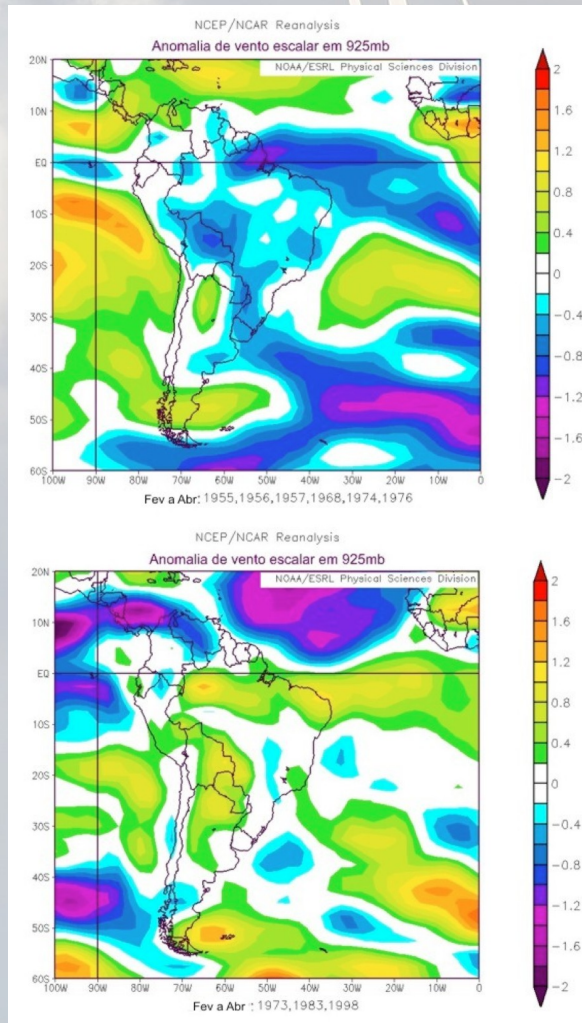 NCEP/NCAR Reanalysis
Anomalia de vento escalar em 925mb
NOAA/ESRL Physical Sciences Division
20N
10N
EQ
10S
20S
30S
40S
50S
60S
100W 90W 80W 70W 60W 50W 40W 30W 20W 10W 0
2
1.6
1.2
0.8
0.4
0
-0.4
-0.8
-1.2
-1.6
-2
Fev a Abr: 1955,1956,1957,1968,1974,1976
NCEP/NCAR Reanalysis
Anomalia de vento escalar em 925mb
NOAA/ESRL Physical Sciences Division
20N
10N
EQ
10S
20S
30S
40S
50S
60S
100W 90W 80W 70W 60W 50W 40W 30W 20W 10W 0
2
1.6
1.2
0.8
0.4
0
-0.4
-0.8
-1.2
-1.6
-2
Fev a Abr : 1973,1983,1998